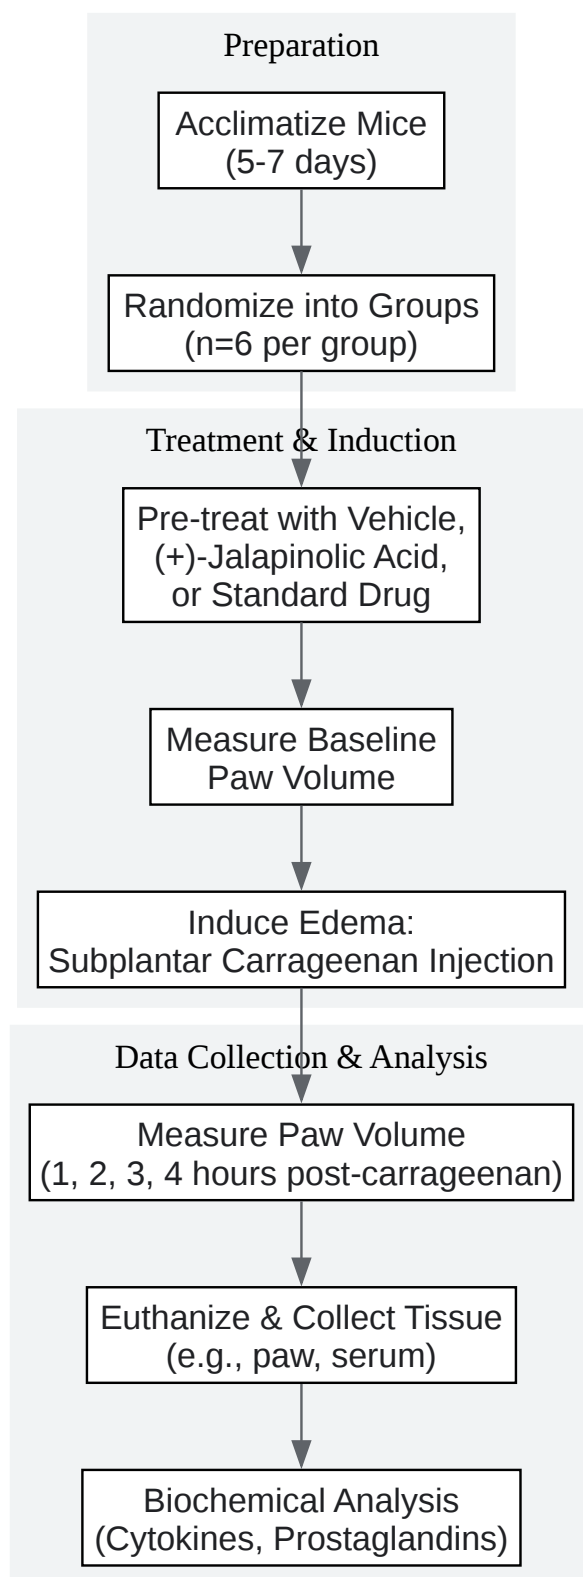 Preparation
Acclimatize Mice
(5-7 days)
Randomize into Groups
(n=6 per group)
Treatment & Induction
Pre-treat with Vehicle,
(+)-Jalapinolic Acid,
or Standard Drug
Measure Baseline
Paw Volume
Induce Edema:
Subplantar Carrageenan Injection
Data Collection & Analysis
Measure Paw Volume
(1, 2, 3, 4 hours post-carrageenan)
Euthanize & Collect Tissue
(e.g., paw, serum)
Biochemical Analysis
(Cytokines, Prostaglandins)